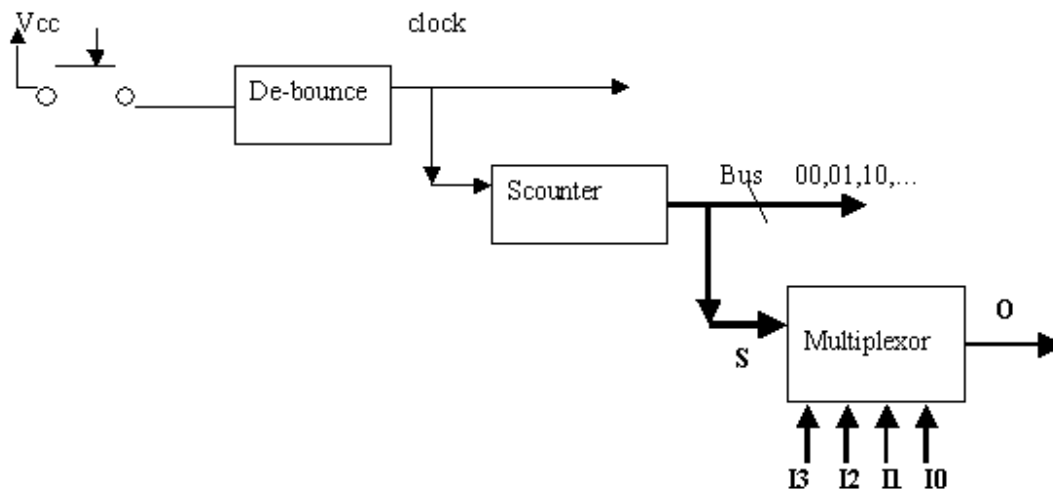 Vcc
clock
De-bounce
Scounter
Bus 00,01,10,...
O
Multiplexor
S
I3 I2 I1 I0